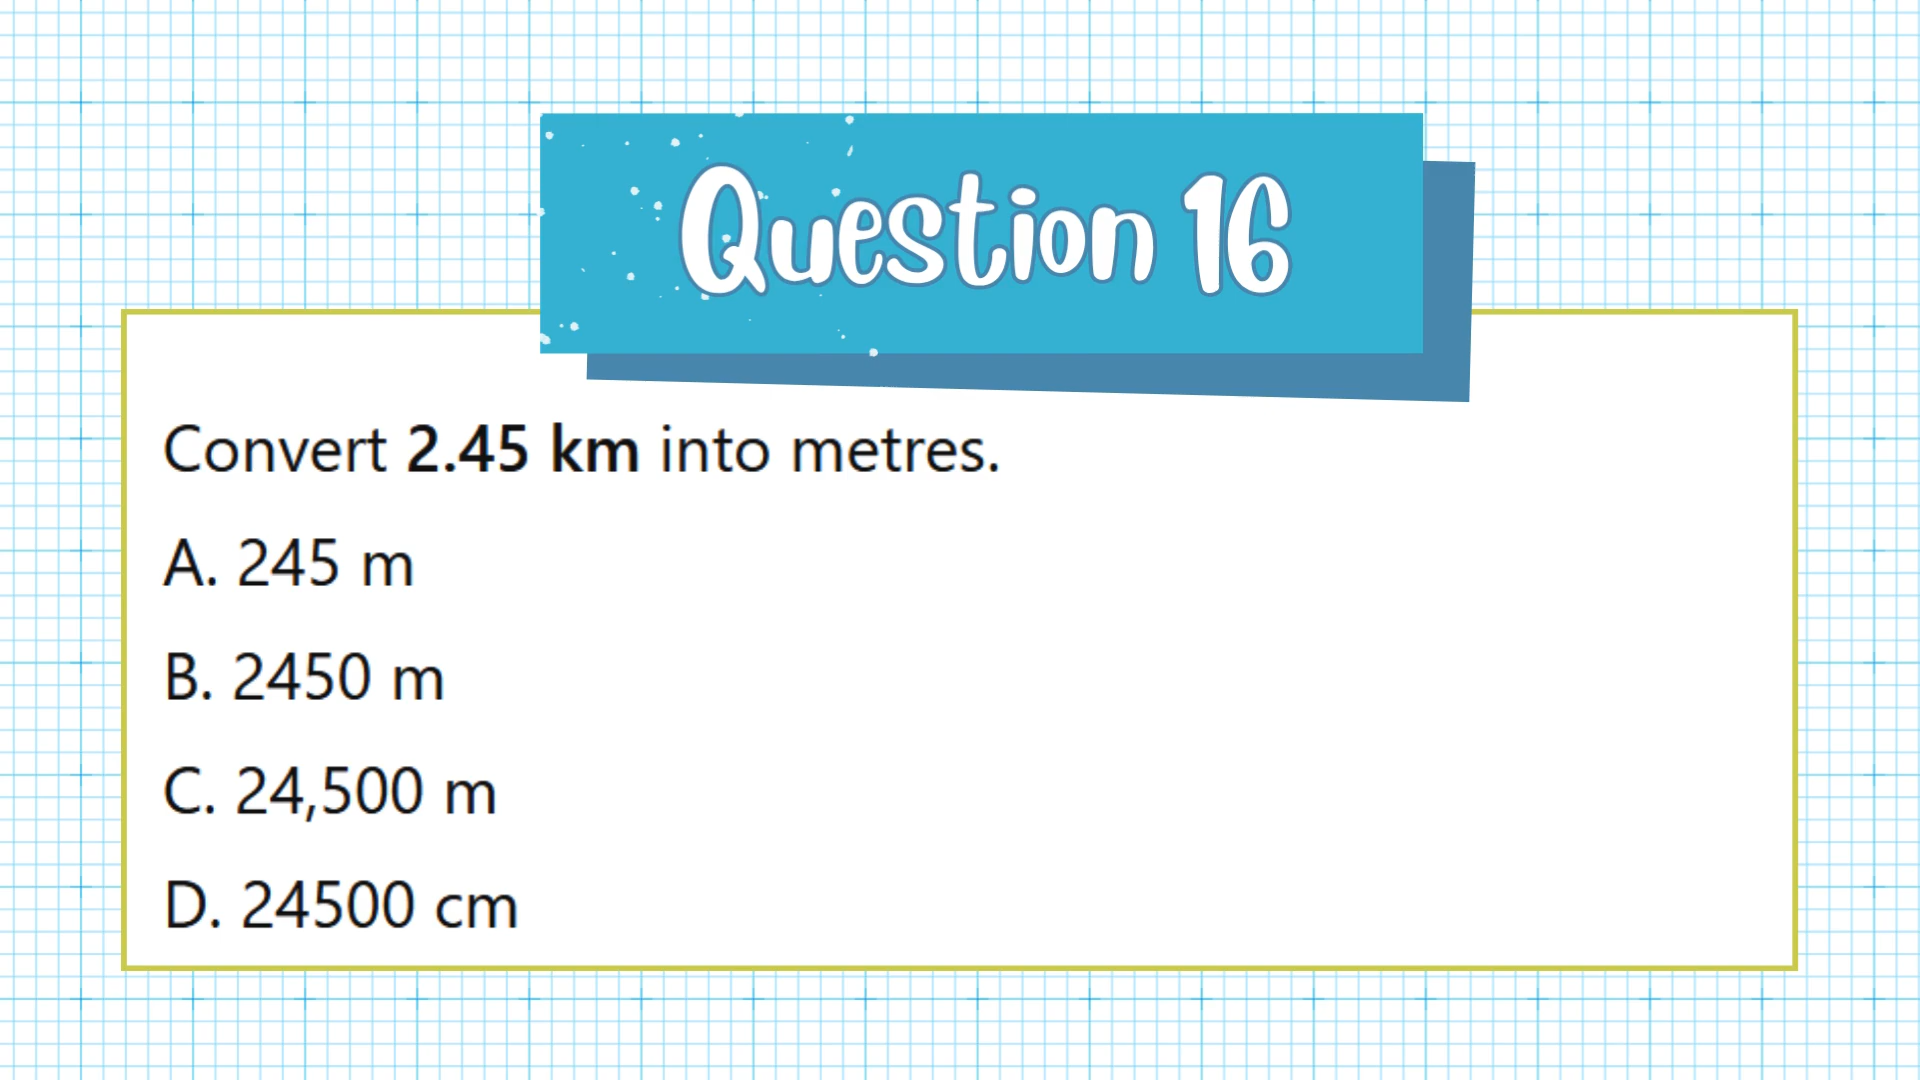 Question 16
Convert 2.45 km into metres.
A. 245 m
B. 2450 m
C. 24,500 m
D. 24500 cm